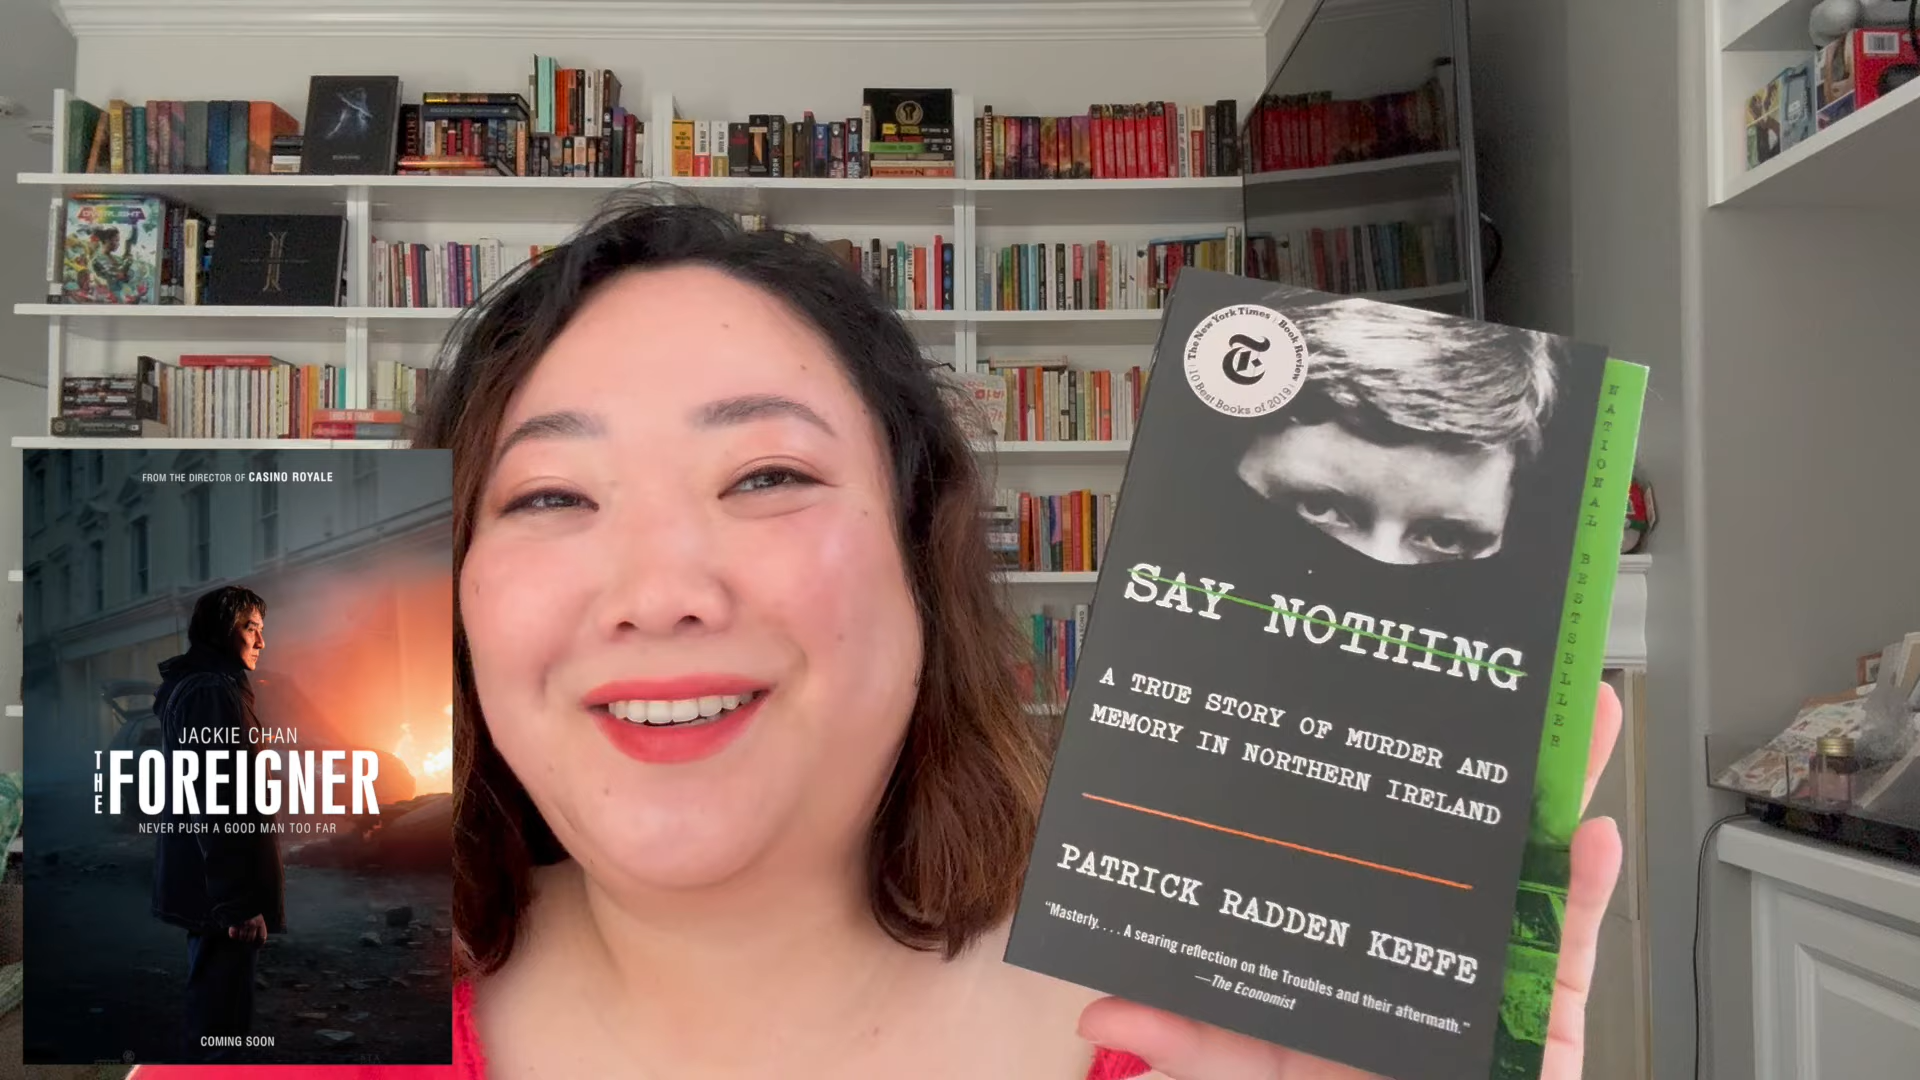 FROM THE DIRECTOR OF CASINO ROYALE
JACKIE CHAN
THE FOREIGNER
NEVER PUSH A GOOD MAN TOO FAR
COMING SOON
The New York Times Book Review
10 Best Books of 2019
SAY NOTHING
A TRUE STORY OF MURDER AND
MEMORY IN NORTHERN IRELAND
PATRICK RADDEN KEEFE
“Masterly. . . . A searing reflection on the Troubles and their aftermath.”
—The Economist
NATIONAL BESTSELLER